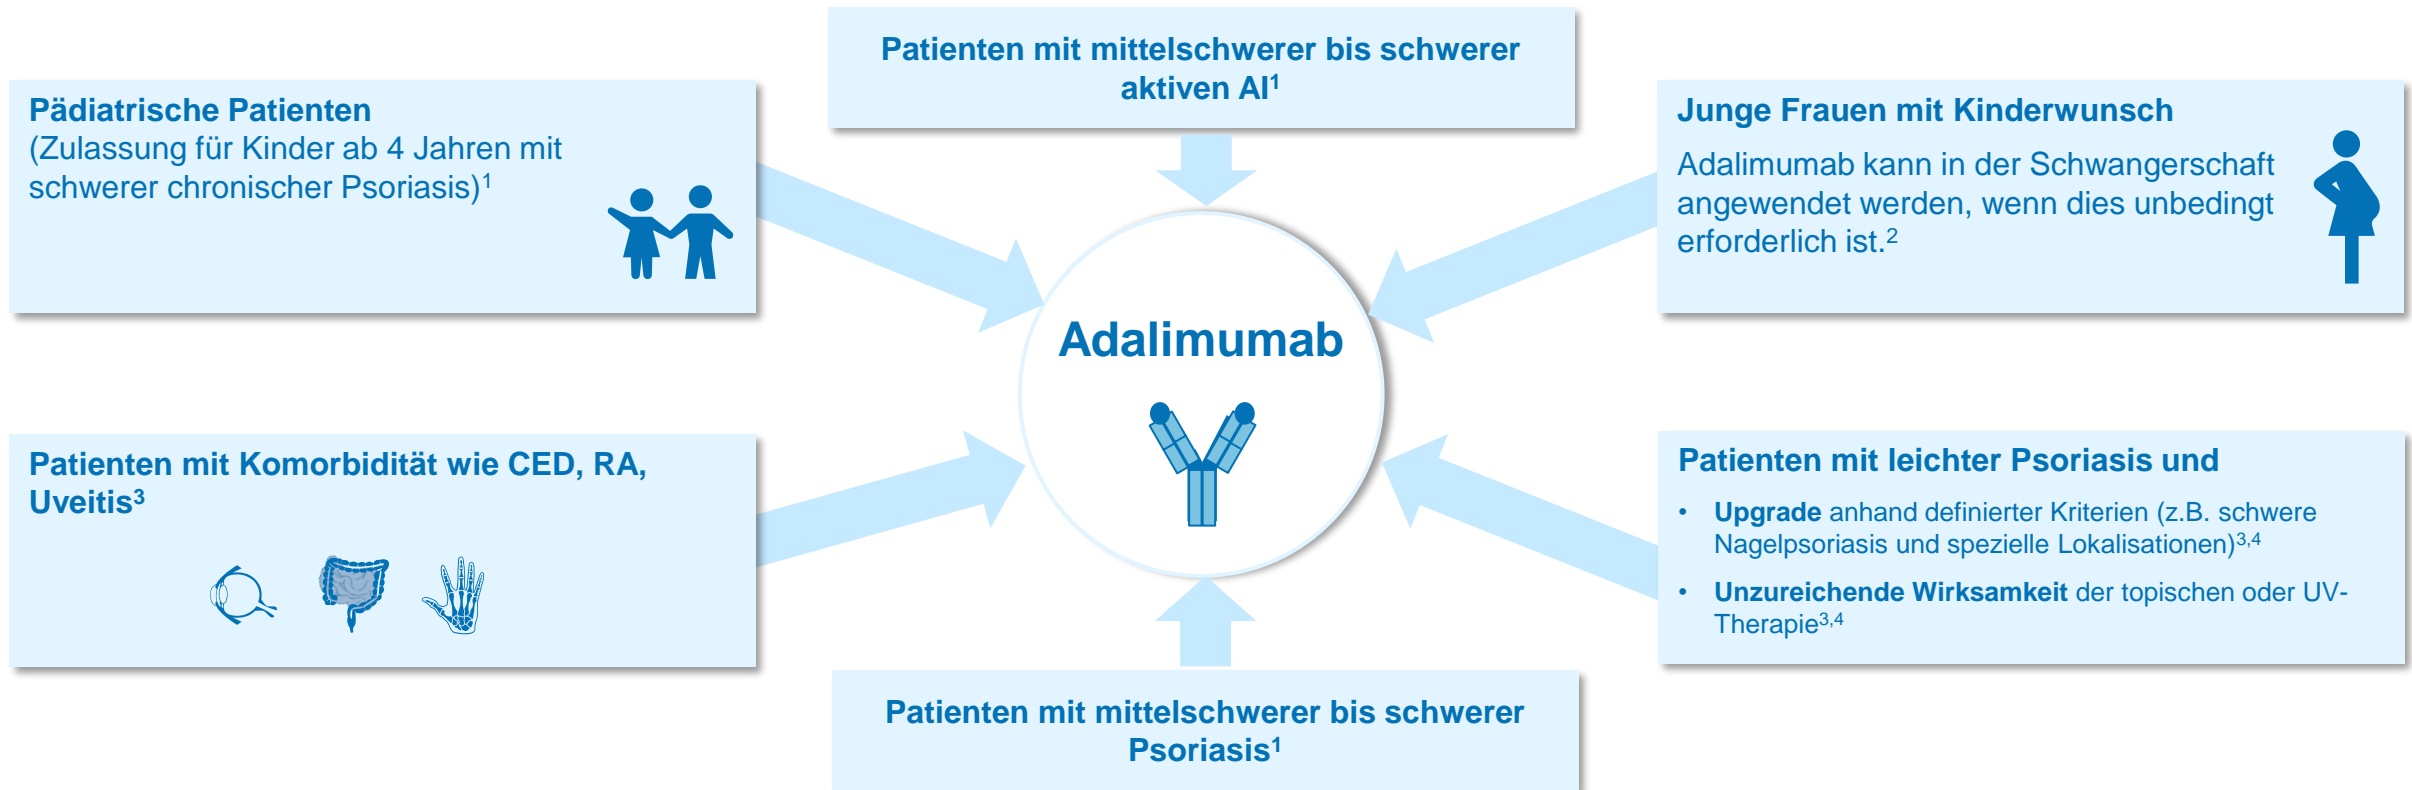 Patienten mit mittelschwerer bis schwerer
aktiven AI¹
Pädiatrische Patienten
(Zulassung für Kinder ab 4 Jahren mit
schwerer chronischer Psoriasis)¹
Junge Frauen mit Kinderwunsch
Adalimumab kann in der Schwangerschaft
angewendet werden, wenn dies unbedingt
erforderlich ist.²
Adalimumab
Patienten mit Komorbidität wie CED, RA,
Uveitis³
Patienten mit leichter Psoriasis und
• Upgrade anhand definierter Kriterien (z.B. schwere
Nagelpsoriasis und spezielle Lokalisationen)³,⁴
• Unzureichende Wirksamkeit der topischen oder UV-
Therapie³,⁴
Patienten mit mittelschwerer bis schwerer
Psoriasis¹